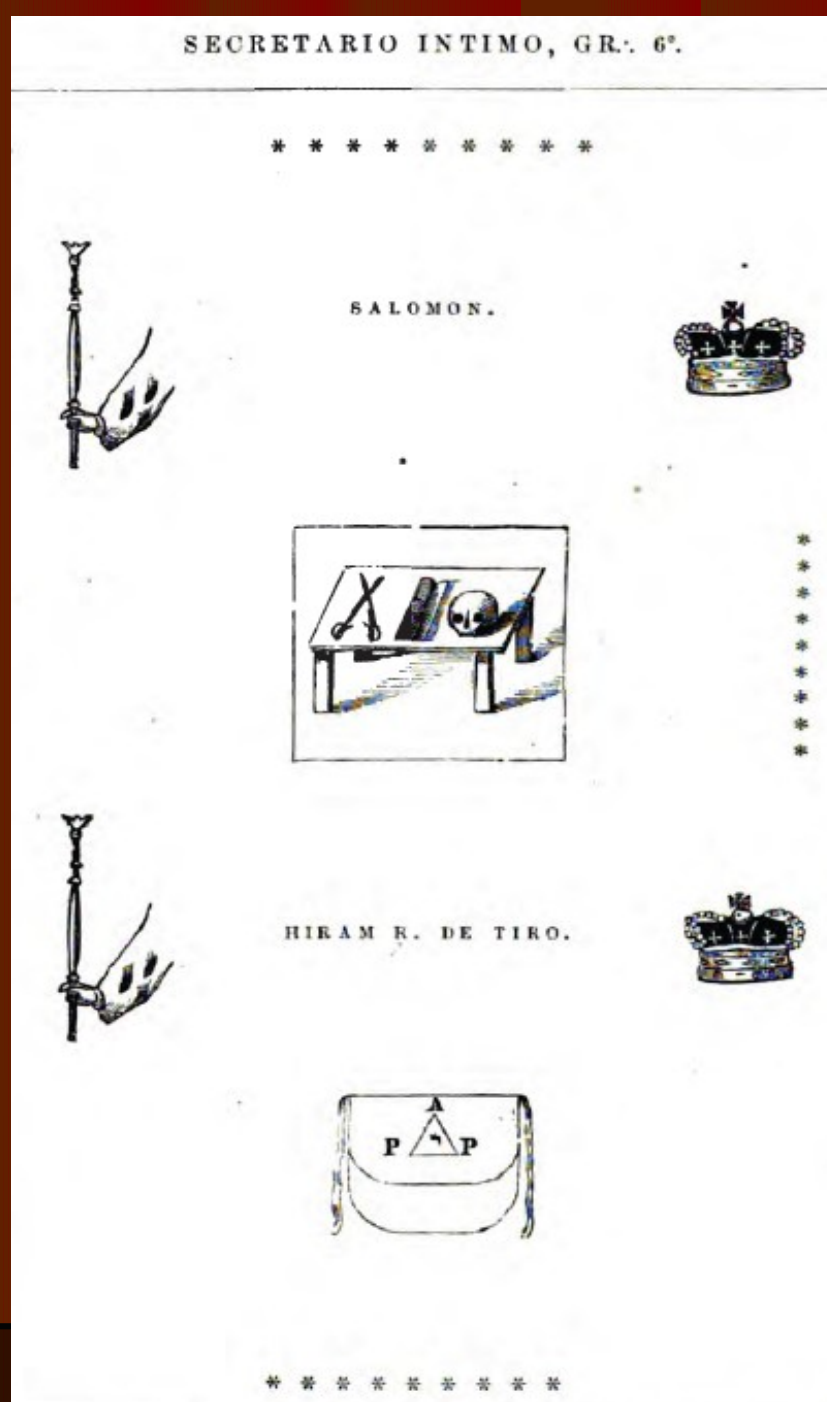 SECRETARIO INTIMO, GR∴ 6°.
* * * * * * * * *
SALOMON.
* * * * * * * * *
HIRAM R. DE TIRO.
A
P י P
* * * * * * * * *